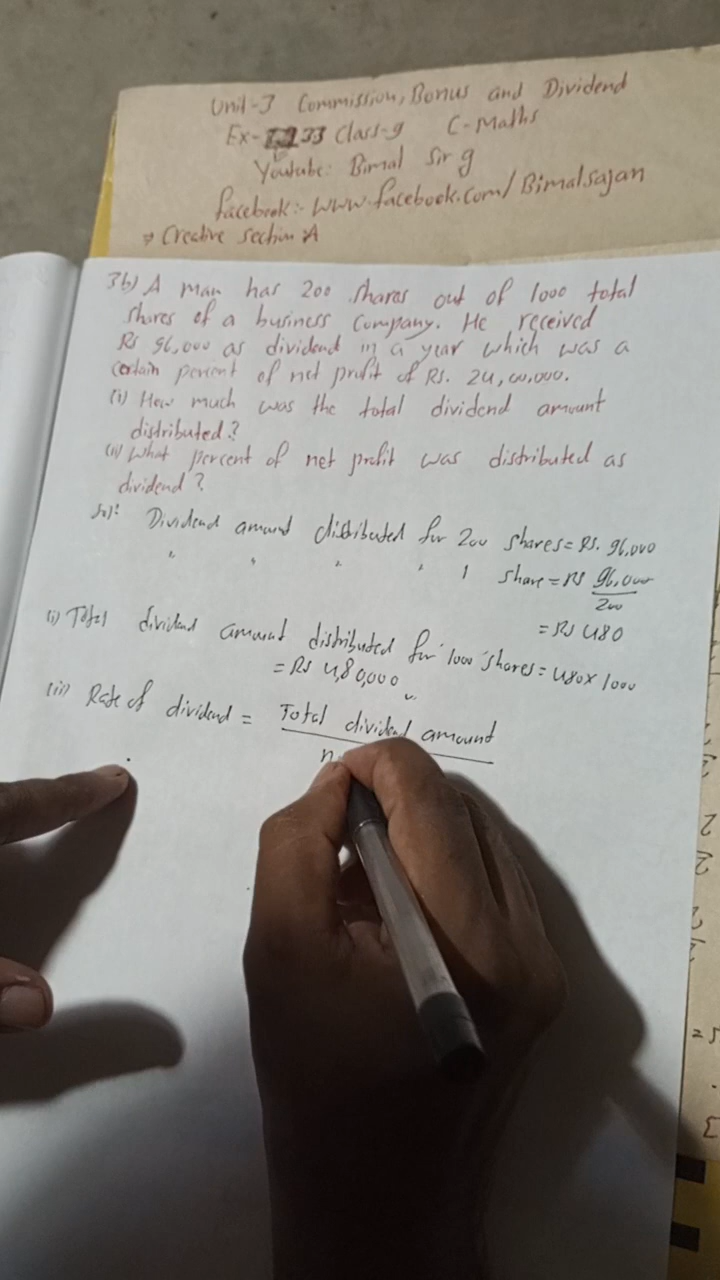 Unit-3 Commission, Bonus and Dividend
Ex- 33 Class-9 C-Maths
Youtube: Bimal Sir g
facebook:- www.facebook.com/Bimalsajan
⇒ Creative section A
3b) A man has 200 shares out of 1000 total
shares of a business Company. He received
Rs 96,000 as dividend in a year which was a
certain percent of net profit of Rs. 24,00,000.
(i) How much was the total dividend amount
distributed?
(ii) What percent of net profit was distributed as
dividend?
Solⁿ: Dividend amount distributed for 200 shares = Rs. 96,000
" " " " 1 share = Rs 96,000
200
= Rs 480
(i) Total dividend amount distributed for 1000 shares = 480 x 1000
= Rs 4,80,000
(ii) Rate of dividend = Total dividend amount
n